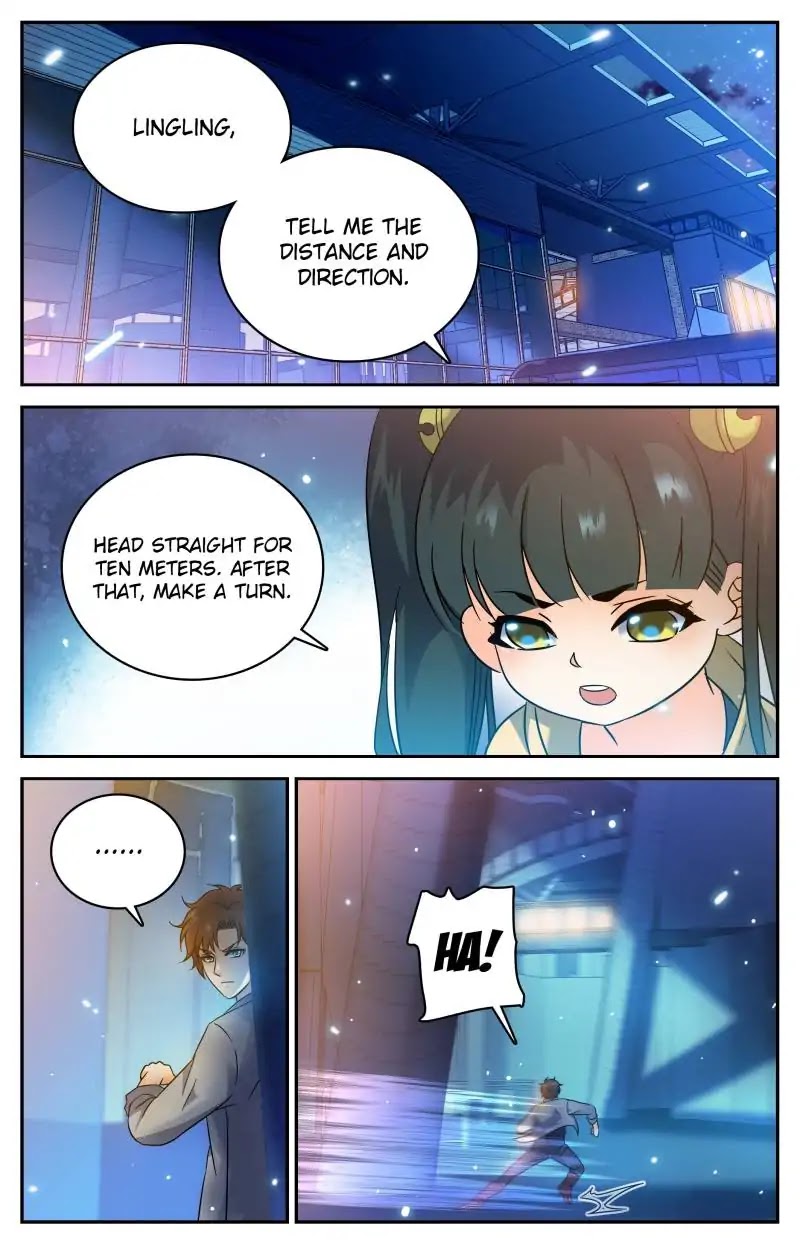 LINGLING,
TELL ME THE
DISTANCE AND
DIRECTION.
HEAD STRAIGHT FOR
TEN METERS. AFTER
THAT, MAKE A TURN.
......
HA!